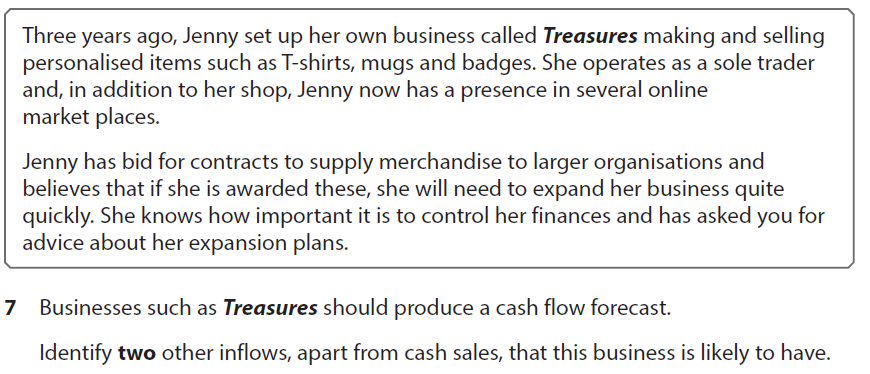 Three years ago, Jenny set up her own business called Treasures making and selling
personalised items such as T-shirts, mugs and badges. She operates as a sole trader
and, in addition to her shop, Jenny now has a presence in several online
market places.
Jenny has bid for contracts to supply merchandise to larger organisations and
believes that if she is awarded these, she will need to expand her business quite
quickly. She knows how important it is to control her finances and has asked you for
advice about her expansion plans.
7 Businesses such as Treasures should produce a cash flow forecast.
Identify two other inflows, apart from cash sales, that this business is likely to have.